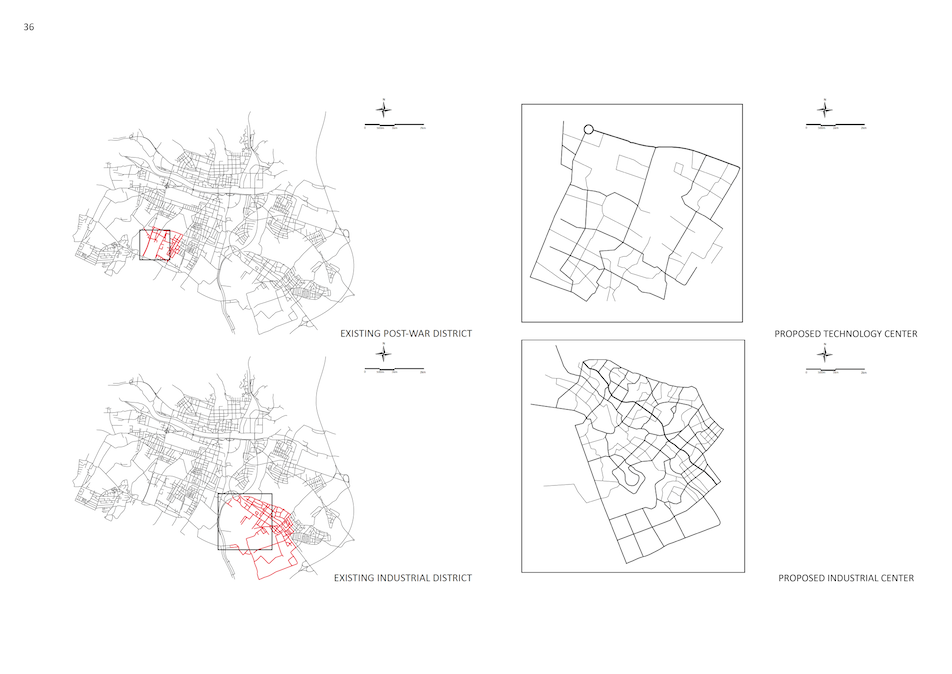 36
N
N
EXISTING POST-WAR DISTRICT
PROPOSED TECHNOLOGY CENTER
N
N
EXISTING INDUSTRIAL DISTRICT
PROPOSED INDUSTRIAL CENTER